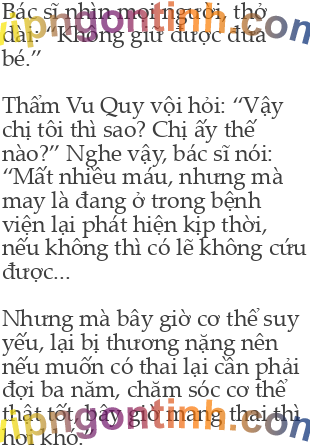 Bác sĩ nhìn mọi người, thở
dài: “Không giữ được đứa
bé.”
Thẩm Vu Quy vội hỏi: “Vậy
chị tôi thì sao? Chị ấy thế
nào?” Nghe vậy, bác sĩ nói:
“Mất nhiều máu, nhưng mà
may là đang ở trong bệnh
viện lại phát hiện kịp thời,
nếu không thì có lẽ không cứu
được...
Nhưng mà bây giờ cơ thể suy
yếu, lại bị thương nặng nên
nếu muốn có thai lại cần phải
đợi ba năm, chăm sóc cơ thể
thật tốt, bây giờ mang thai thì
hơi khó.”